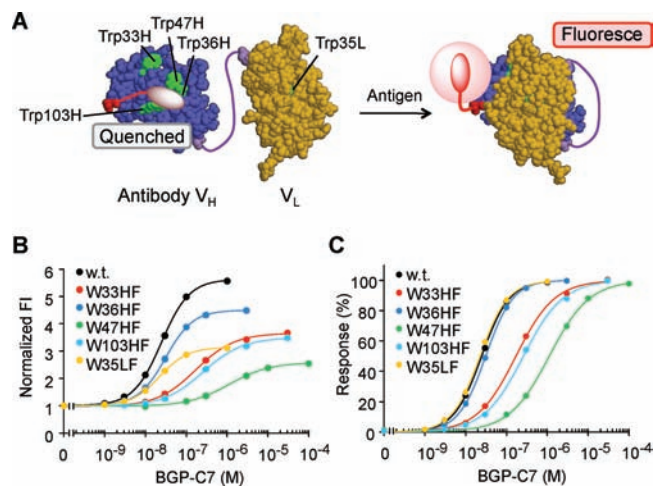 A
Trp47H
Trp33H
Trp36H
Trp35L
Trp103H
Quenched
Antibody VH
VL
Antigen
Fluoresce
B
Normalized FI
6
5
4
3
2
1
0
w.t.
W33HF
W36HF
W47HF
W103HF
W35LF
0
10-9
10-8
10-7
10-6
10-5
10-4
BGP-C7 (M)
C
Response (%)
100
80
60
40
20
0
w.t.
W33HF
W36HF
W47HF
W103HF
W35LF
0
10-9
10-8
10-7
10-6
10-5
10-4
BGP-C7 (M)